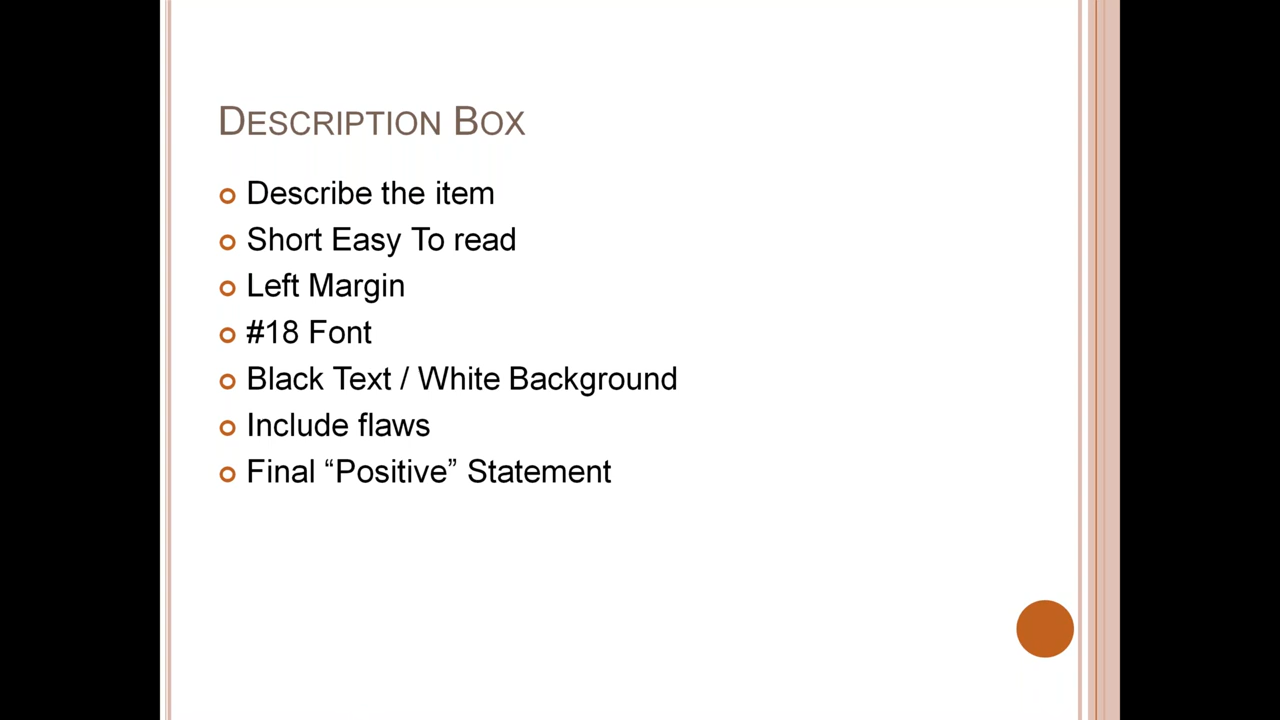 Description Box
Describe the item
Short Easy To read
Left Margin
#18 Font
Black Text / White Background
Include flaws
Final “Positive” Statement